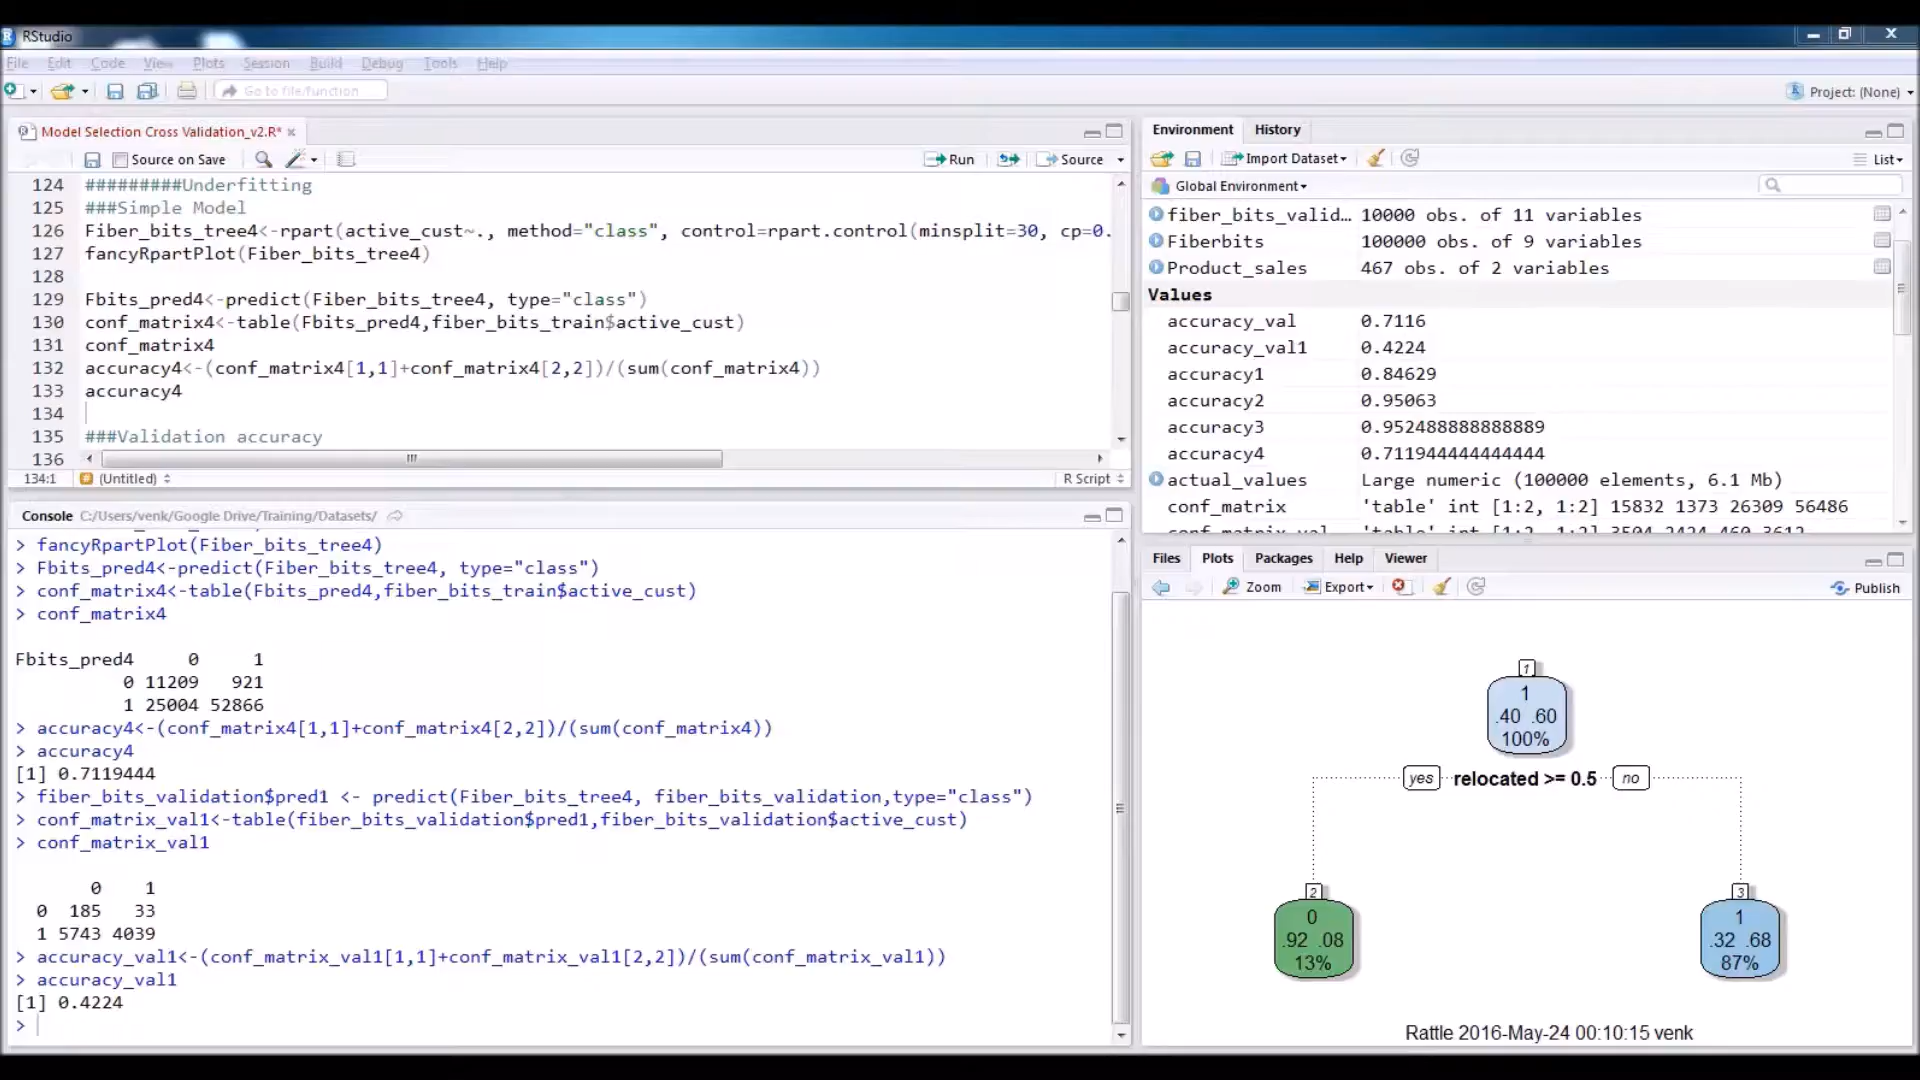 RStudio
File Edit Code View Plots Session Build Debug Tools Help
Go to file/function
Project: (None)
Model Selection Cross Validation_v2.R*
Source on Save
Run
Source
124 #########Underfitting
125 ###Simple Model
126 Fiber_bits_tree4<-rpart(active_cust~., method="class", control=rpart.control(minsplit=30, cp=0.
127 fancyRpartPlot(Fiber_bits_tree4)
128
129 Fbits_pred4<-predict(Fiber_bits_tree4, type="class")
130 conf_matrix4<-table(Fbits_pred4,fiber_bits_train$active_cust)
131 conf_matrix4
132 accuracy4<-(conf_matrix4[1,1]+conf_matrix4[2,2])/(sum(conf_matrix4))
133 accuracy4
134
135 ###Validation accuracy
136
134:1 (Untitled) R Script
Console C:/Users/venk/Google Drive/Training/Datasets/
> fancyRpartPlot(Fiber_bits_tree4)
> Fbits_pred4<-predict(Fiber_bits_tree4, type="class")
> conf_matrix4<-table(Fbits_pred4,fiber_bits_train$active_cust)
> conf_matrix4
Fbits_pred4 0 1
0 11209 921
1 25004 52866
> accuracy4<-(conf_matrix4[1,1]+conf_matrix4[2,2])/(sum(conf_matrix4))
> accuracy4
[1] 0.7119444
> fiber_bits_validation$pred1 <- predict(Fiber_bits_tree4, fiber_bits_validation,type="class")
> conf_matrix_val1<-table(fiber_bits_validation$pred1,fiber_bits_validation$active_cust)
> conf_matrix_val1
0 1
0 185 33
1 5743 4039
> accuracy_val1<-(conf_matrix_val1[1,1]+conf_matrix_val1[2,2])/(sum(conf_matrix_val1))
> accuracy_val1
[1] 0.4224
>
Environment History
Import Dataset
List
Global Environment
fiber_bits_valid… 10000 obs. of 11 variables
Fiberbits 100000 obs. of 9 variables
Product_sales 467 obs. of 2 variables
Values
accuracy_val 0.7116
accuracy_val1 0.4224
accuracy1 0.84629
accuracy2 0.95063
accuracy3 0.952488888888889
accuracy4 0.711944444444444
actual_values Large numeric (100000 elements, 6.1 Mb)
conf_matrix 'table' int [1:2, 1:2] 15832 1373 26309 56486
conf_matrix_val 'table' int [1:2, 1:2] 3504 2424 460 3612
Files Plots Packages Help Viewer
Zoom Export Publish
1
1
.40 .60
100%
yes relocated >= 0.5 no
2
0
.92 .08
13%
3
1
.32 .68
87%
Rattle 2016-May-24 00:10:15 venk